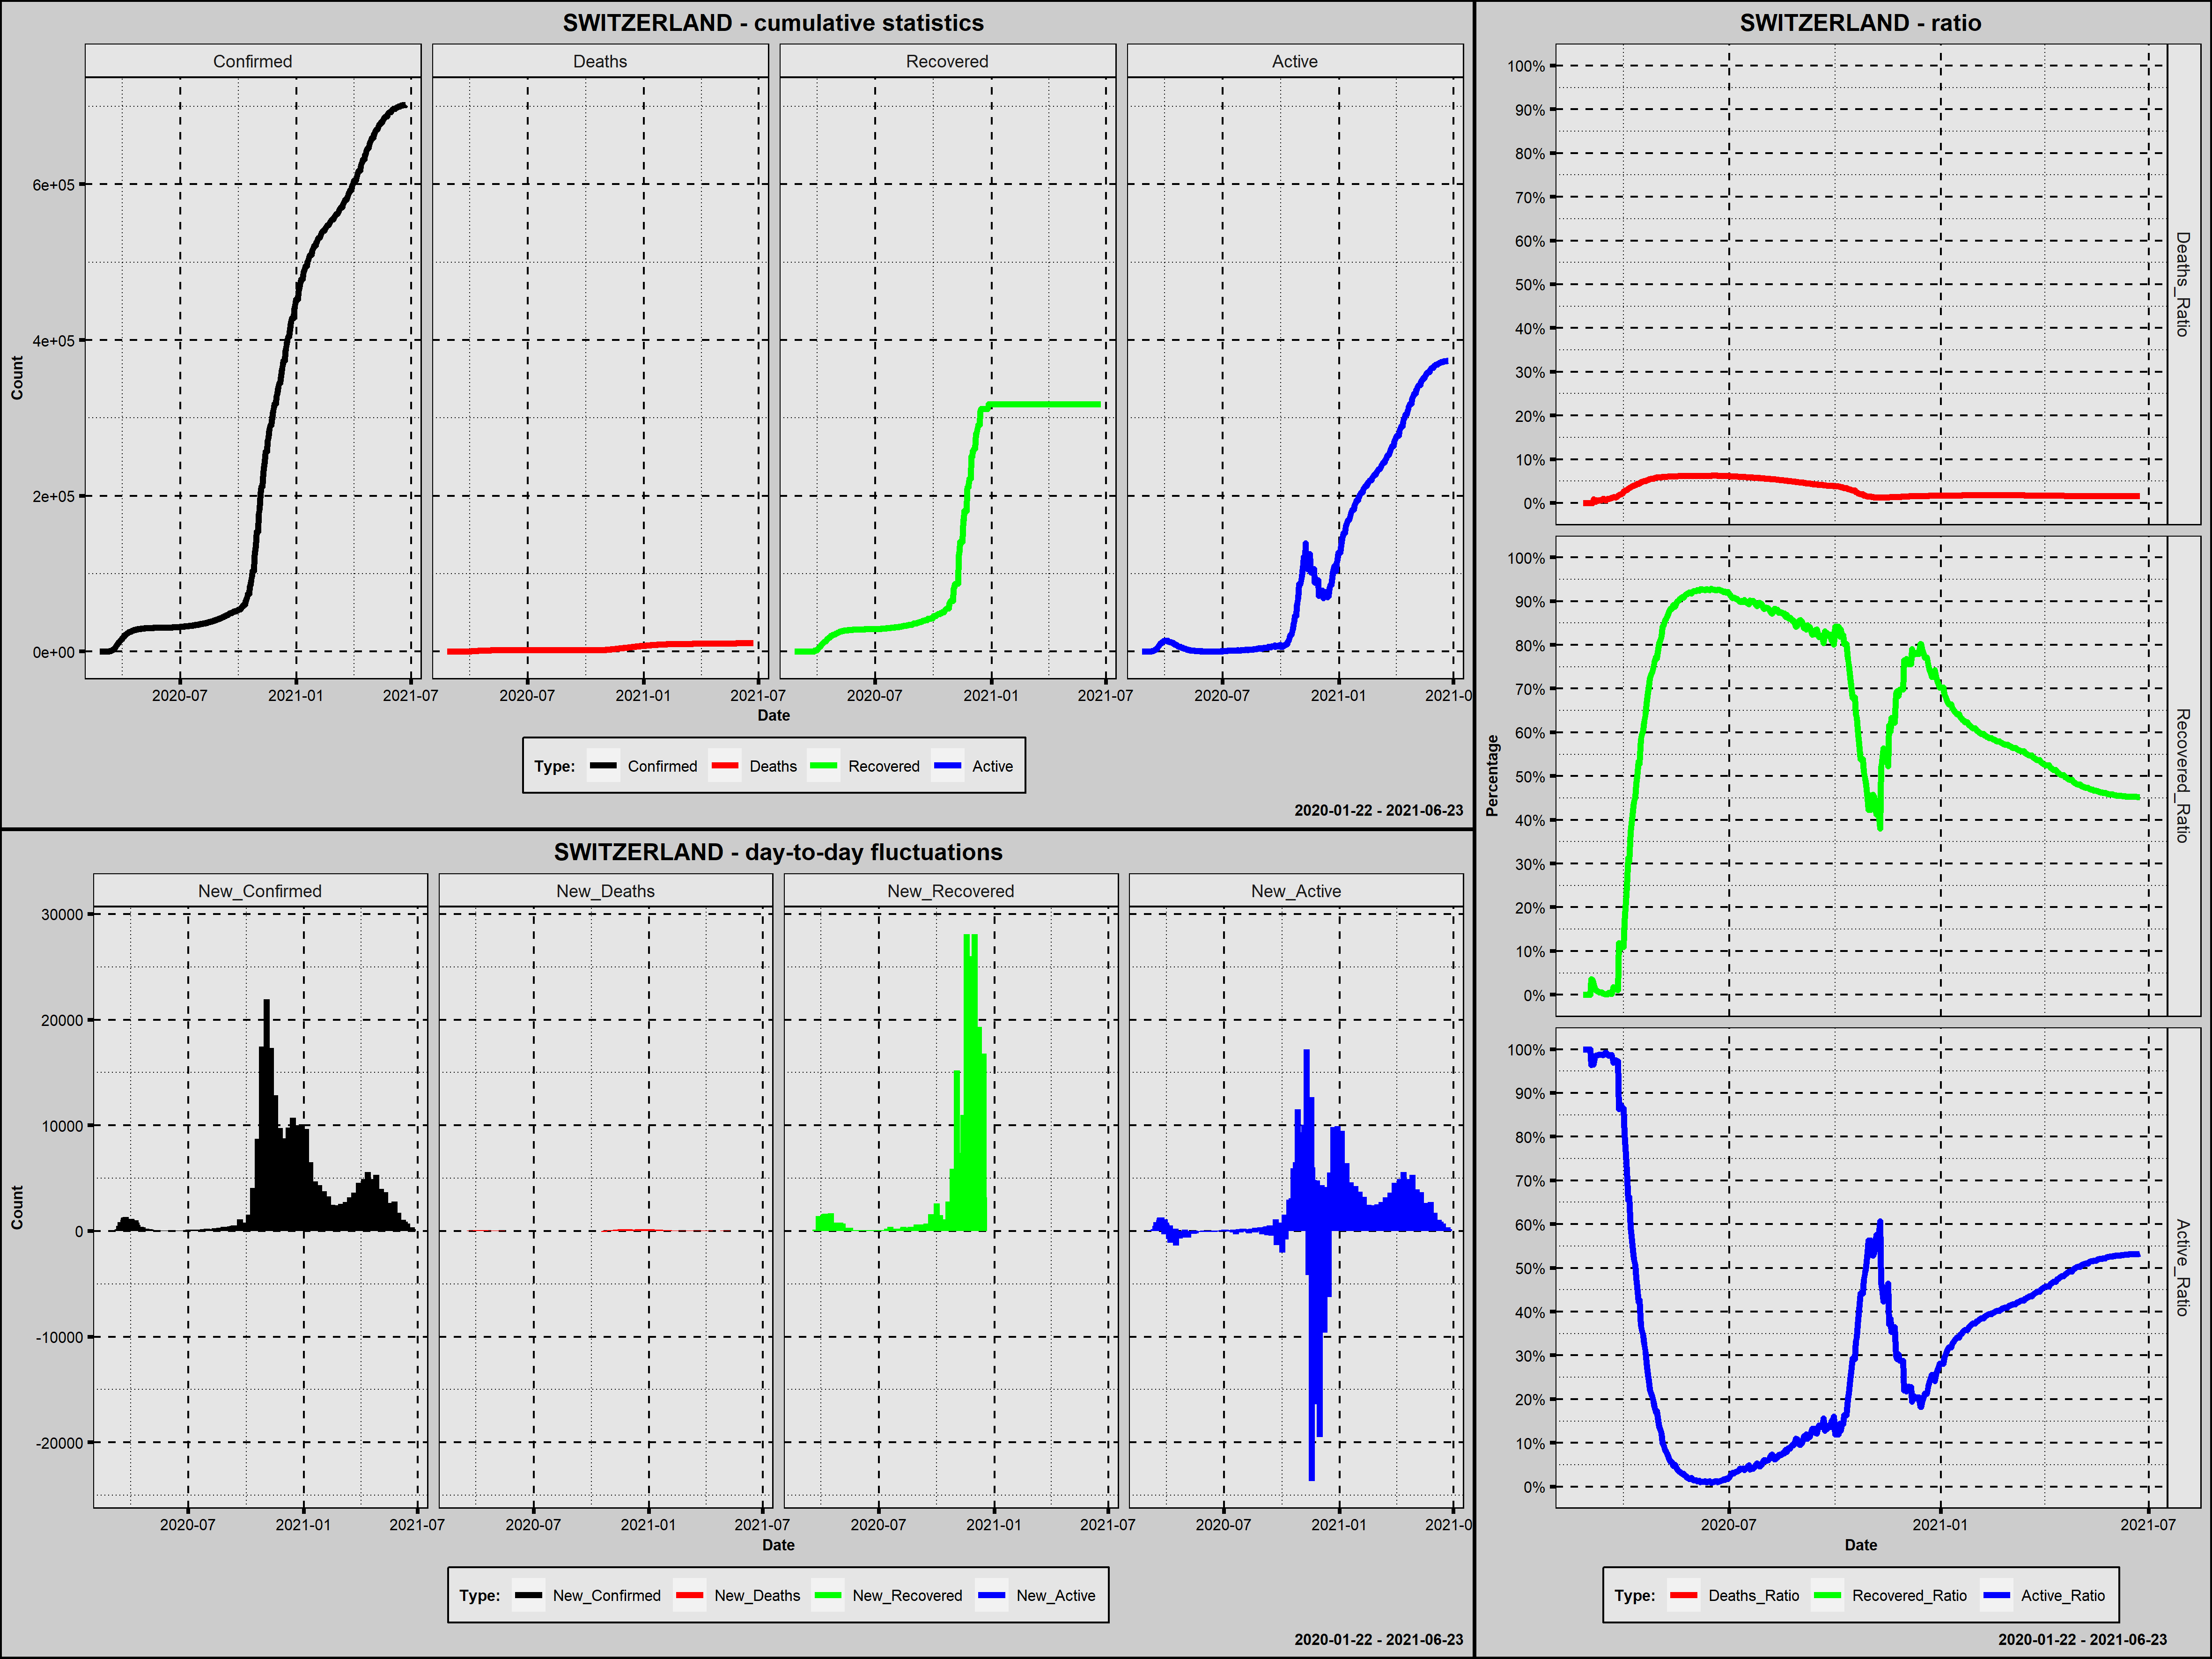 SWITZERLAND - cumulative statistics
Confirmed Deaths Recovered Active
Count
6e+05
4e+05
2e+05
0e+00
2020-07 2021-01 2021-07 2020-07 2021-01 2021-07 2020-07 2021-01 2021-07 2020-07 2021-01 2021-0
Date
Type: Confirmed Deaths Recovered Active
2020-01-22 - 2021-06-23
SWITZERLAND - day-to-day fluctuations
New_Confirmed New_Deaths New_Recovered New_Active
Count
30000
20000
10000
0
-10000
-20000
2020-07 2021-01 2021-07 2020-07 2021-01 2021-07 2020-07 2021-01 2021-07 2020-07 2021-01 2021-0
Date
Type: New_Confirmed New_Deaths New_Recovered New_Active
2020-01-22 - 2021-06-23
SWITZERLAND - ratio
Percentage
100%
90%
80%
70%
60%
50%
40%
30%
20%
10%
0%
Deaths_Ratio
100%
90%
80%
70%
60%
50%
40%
30%
20%
10%
0%
Recovered_Ratio
100%
90%
80%
70%
60%
50%
40%
30%
20%
10%
0%
Active_Ratio
2020-07 2021-01 2021-07
Date
Type: Deaths_Ratio Recovered_Ratio Active_Ratio
2020-01-22 - 2021-06-23